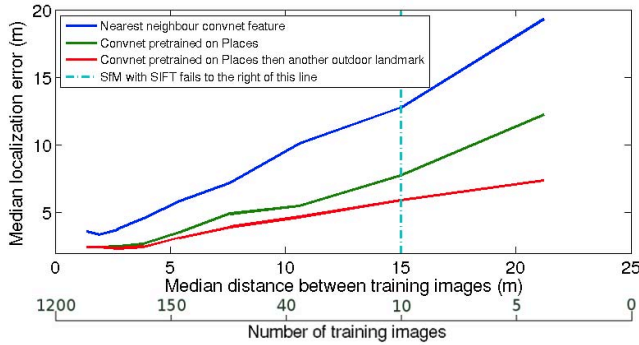 Median localization error (m)
20
15
10
5
Nearest neighbour convnet feature
Convnet pretrained on Places
Convnet pretrained on Places then another outdoor landmark
SfM with SIFT fails to the right of this line
0 5 10 15 20 25
Median distance between training images (m)
1200 150 40 10 5 0
Number of training images